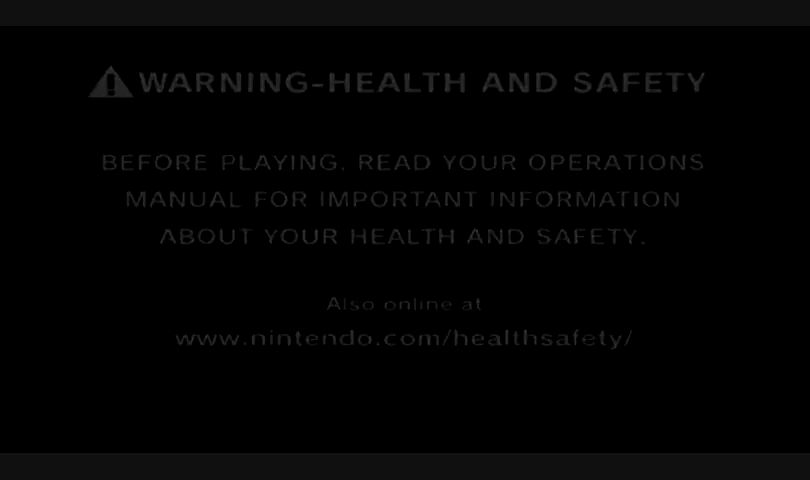 WARNING-HEALTH AND SAFETY
BEFORE PLAYING, READ YOUR OPERATIONS
MANUAL FOR IMPORTANT INFORMATION
ABOUT YOUR HEALTH AND SAFETY.
Also online at
www.nintendo.com/healthsafety/